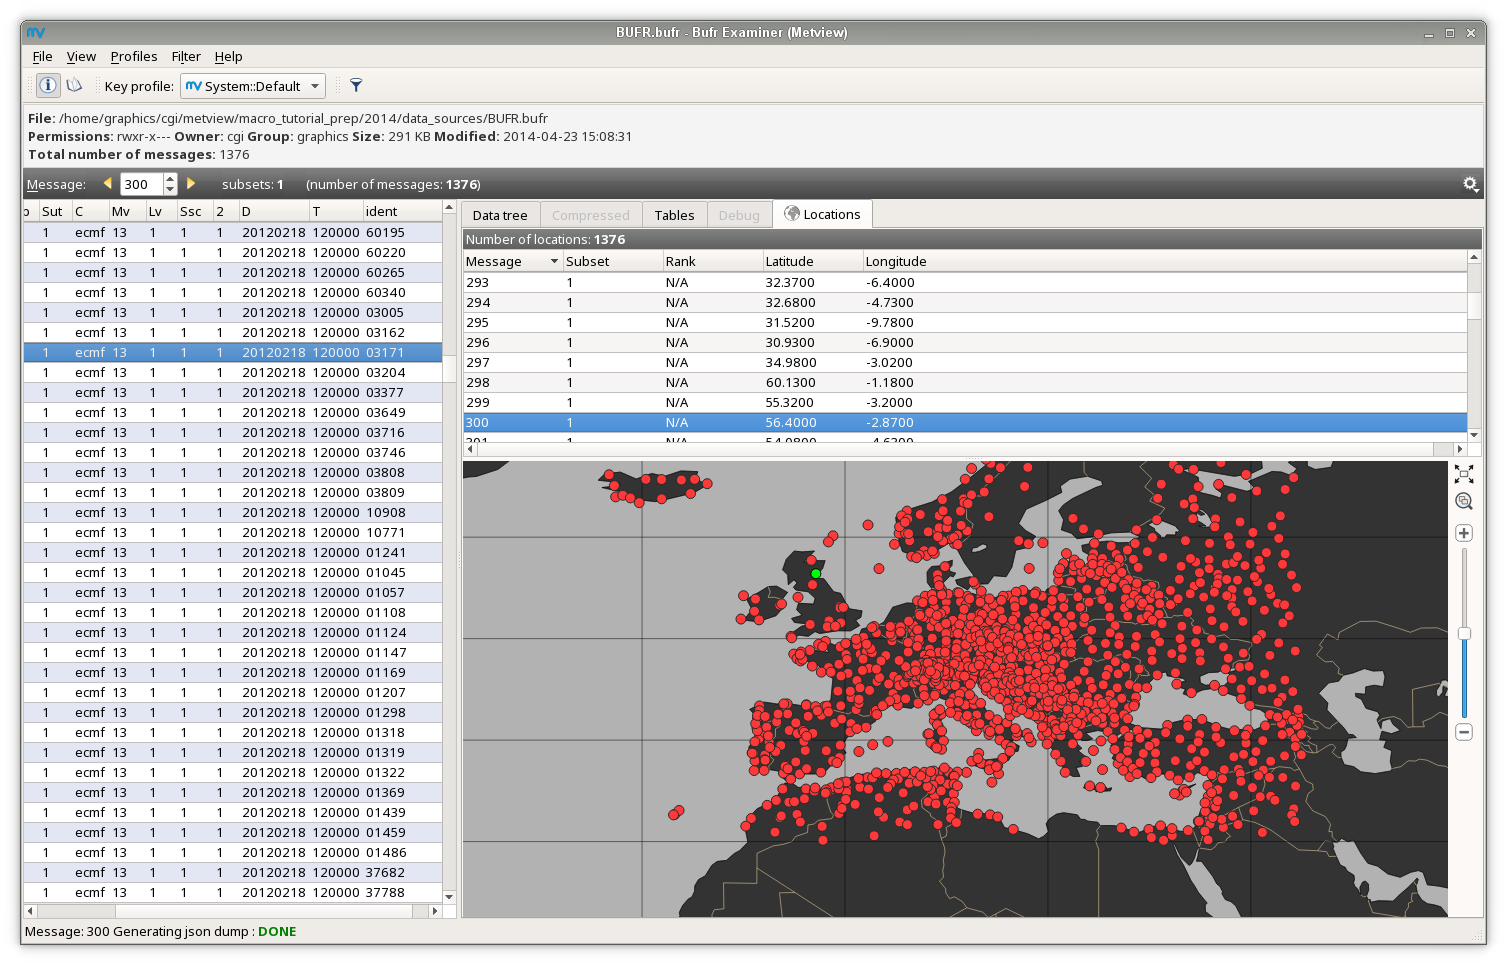 BUFR.bufr - Bufr Examiner (Metview)
File View Profiles Filter Help
Key profile: System::Default
File: /home/graphics/cgi/metview/macro_tutorial_prep/2014/data_sources/BUFR.bufr
Permissions: rwxr-x--- Owner: cgi Group: graphics Size: 291 KB Modified: 2014-04-23 15:08:31
Total number of messages: 1376
Message: 300 subsets: 1 (number of messages: 1376)
Sut C Mv Lv Ssc 2 D T ident
1 ecmf 13 1 1 1 20120218 120000 60195
1 ecmf 13 1 1 1 20120218 120000 60220
1 ecmf 13 1 1 1 20120218 120000 60265
1 ecmf 13 1 1 1 20120218 120000 60340
1 ecmf 13 1 1 1 20120218 120000 03005
1 ecmf 13 1 1 1 20120218 120000 03162
1 ecmf 13 1 1 1 20120218 120000 03171
1 ecmf 13 1 1 1 20120218 120000 03204
1 ecmf 13 1 1 1 20120218 120000 03377
1 ecmf 13 1 1 1 20120218 120000 03649
1 ecmf 13 1 1 1 20120218 120000 03716
1 ecmf 13 1 1 1 20120218 120000 03746
1 ecmf 13 1 1 1 20120218 120000 03808
1 ecmf 13 1 1 1 20120218 120000 03809
1 ecmf 13 1 1 1 20120218 120000 10908
1 ecmf 13 1 1 1 20120218 120000 10771
1 ecmf 13 1 1 1 20120218 120000 01241
1 ecmf 13 1 1 1 20120218 120000 01045
1 ecmf 13 1 1 1 20120218 120000 01057
1 ecmf 13 1 1 1 20120218 120000 01108
1 ecmf 13 1 1 1 20120218 120000 01124
1 ecmf 13 1 1 1 20120218 120000 01147
1 ecmf 13 1 1 1 20120218 120000 01169
1 ecmf 13 1 1 1 20120218 120000 01207
1 ecmf 13 1 1 1 20120218 120000 01298
1 ecmf 13 1 1 1 20120218 120000 01318
1 ecmf 13 1 1 1 20120218 120000 01319
1 ecmf 13 1 1 1 20120218 120000 01322
1 ecmf 13 1 1 1 20120218 120000 01369
1 ecmf 13 1 1 1 20120218 120000 01439
1 ecmf 13 1 1 1 20120218 120000 01459
1 ecmf 13 1 1 1 20120218 120000 01486
1 ecmf 13 1 1 1 20120218 120000 37682
1 ecmf 13 1 1 1 20120218 120000 37788
Data tree Compressed Tables Debug Locations
Number of locations: 1376
Message Subset Rank Latitude Longitude
293 1 N/A 32.3700 -6.4000
294 1 N/A 32.6800 -4.7300
295 1 N/A 31.5200 -9.7800
296 1 N/A 30.9300 -6.9000
297 1 N/A 34.9800 -3.0200
298 1 N/A 60.1300 -1.1800
299 1 N/A 55.3200 -3.2000
300 1 N/A 56.4000 -2.8700
Message: 300 Generating json dump : DONE